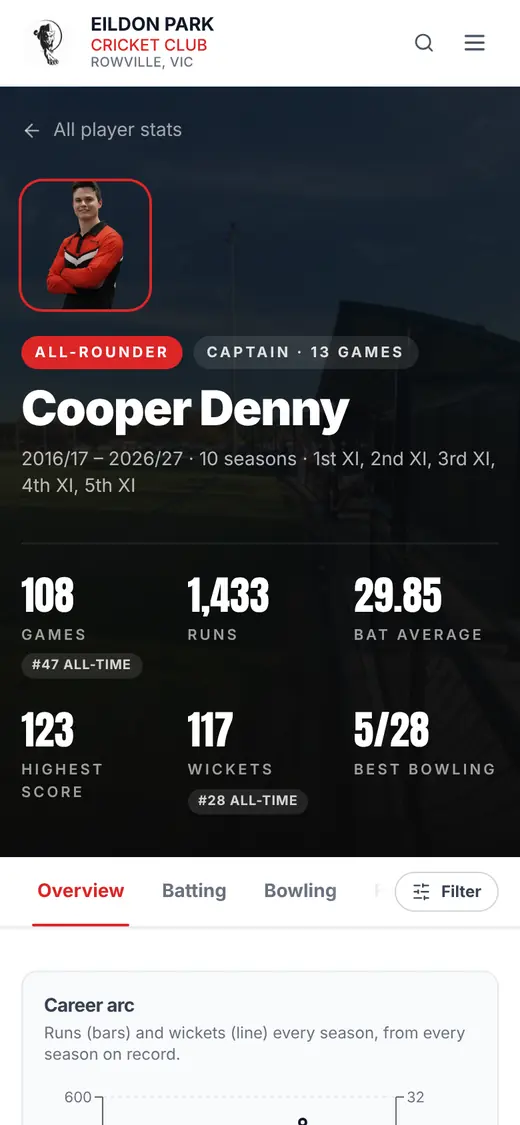 EILDON PARK
CRICKET CLUB
ROWVILLE, VIC
All player stats
ALL-ROUNDER
CAPTAIN · 13 GAMES
Cooper Denny
2016/17 – 2026/27 · 10 seasons · 1st XI, 2nd XI, 3rd XI,
4th XI, 5th XI
108 1,433 29.85
GAMES RUNS BAT AVERAGE
#47 ALL-TIME
123 117 5/28
HIGHEST WICKETS BEST BOWLING
SCORE
#28 ALL-TIME
Overview Batting Bowling Filter
Career arc
Runs (bars) and wickets (line) every season, from every
season on record.
600 32